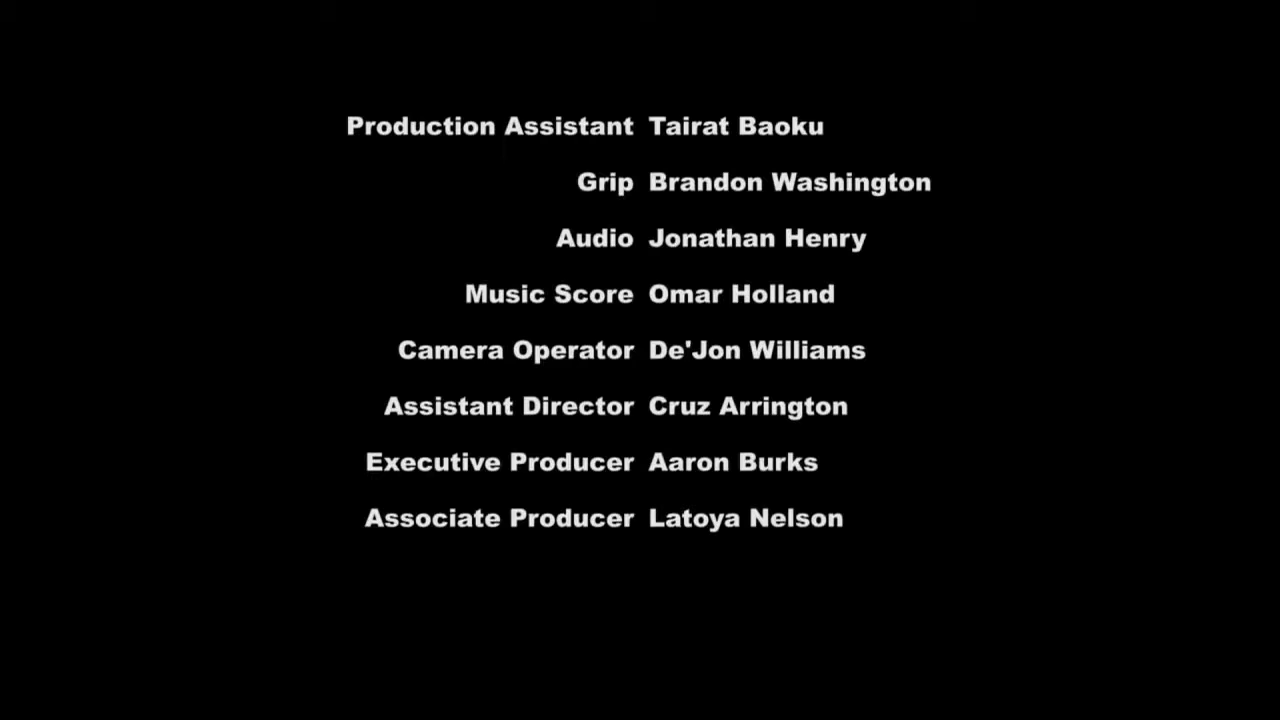 Production Assistant Tairat Baoku
Grip Brandon Washington
Audio Jonathan Henry
Music Score Omar Holland
Camera Operator De'Jon Williams
Assistant Director Cruz Arrington
Executive Producer Aaron Burks
Associate Producer Latoya Nelson